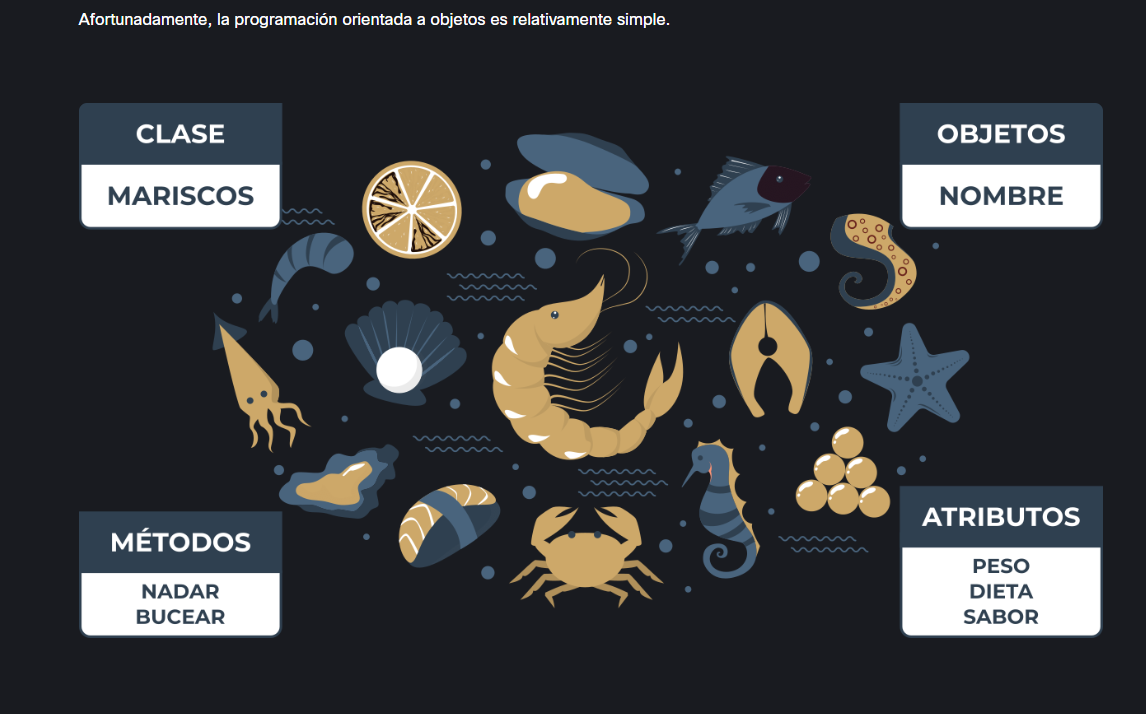 Afortunadamente, la programación orientada a objetos es relativamente simple.
CLASE
MARISCOS
OBJETOS
NOMBRE
MÉTODOS
NADAR
BUCEAR
ATRIBUTOS
PESO
DIETA
SABOR